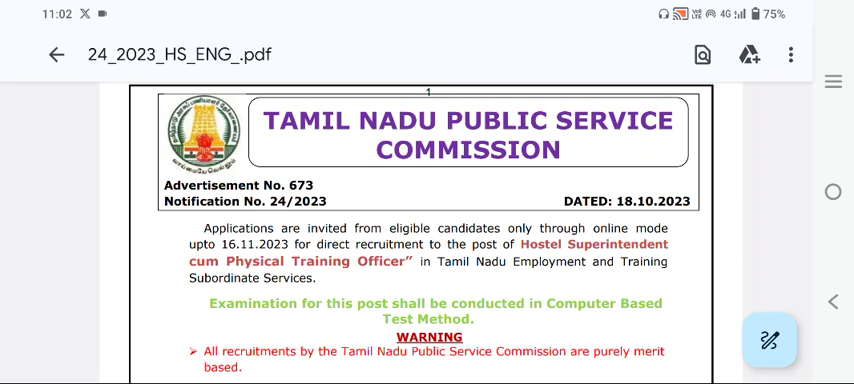 11:02
4G
75%
24_2023_HS_ENG_.pdf
1
TAMIL NADU PUBLIC SERVICE
COMMISSION
Advertisement No. 673
Notification No. 24/2023
DATED: 18.10.2023
Applications are invited from eligible candidates only through online mode
upto 16.11.2023 for direct recruitment to the post of Hostel Superintendent
cum Physical Training Officer” in Tamil Nadu Employment and Training
Subordinate Services.
Examination for this post shall be conducted in Computer Based
Test Method.
WARNING
➢ All recruitments by the Tamil Nadu Public Service Commission are purely merit
based.